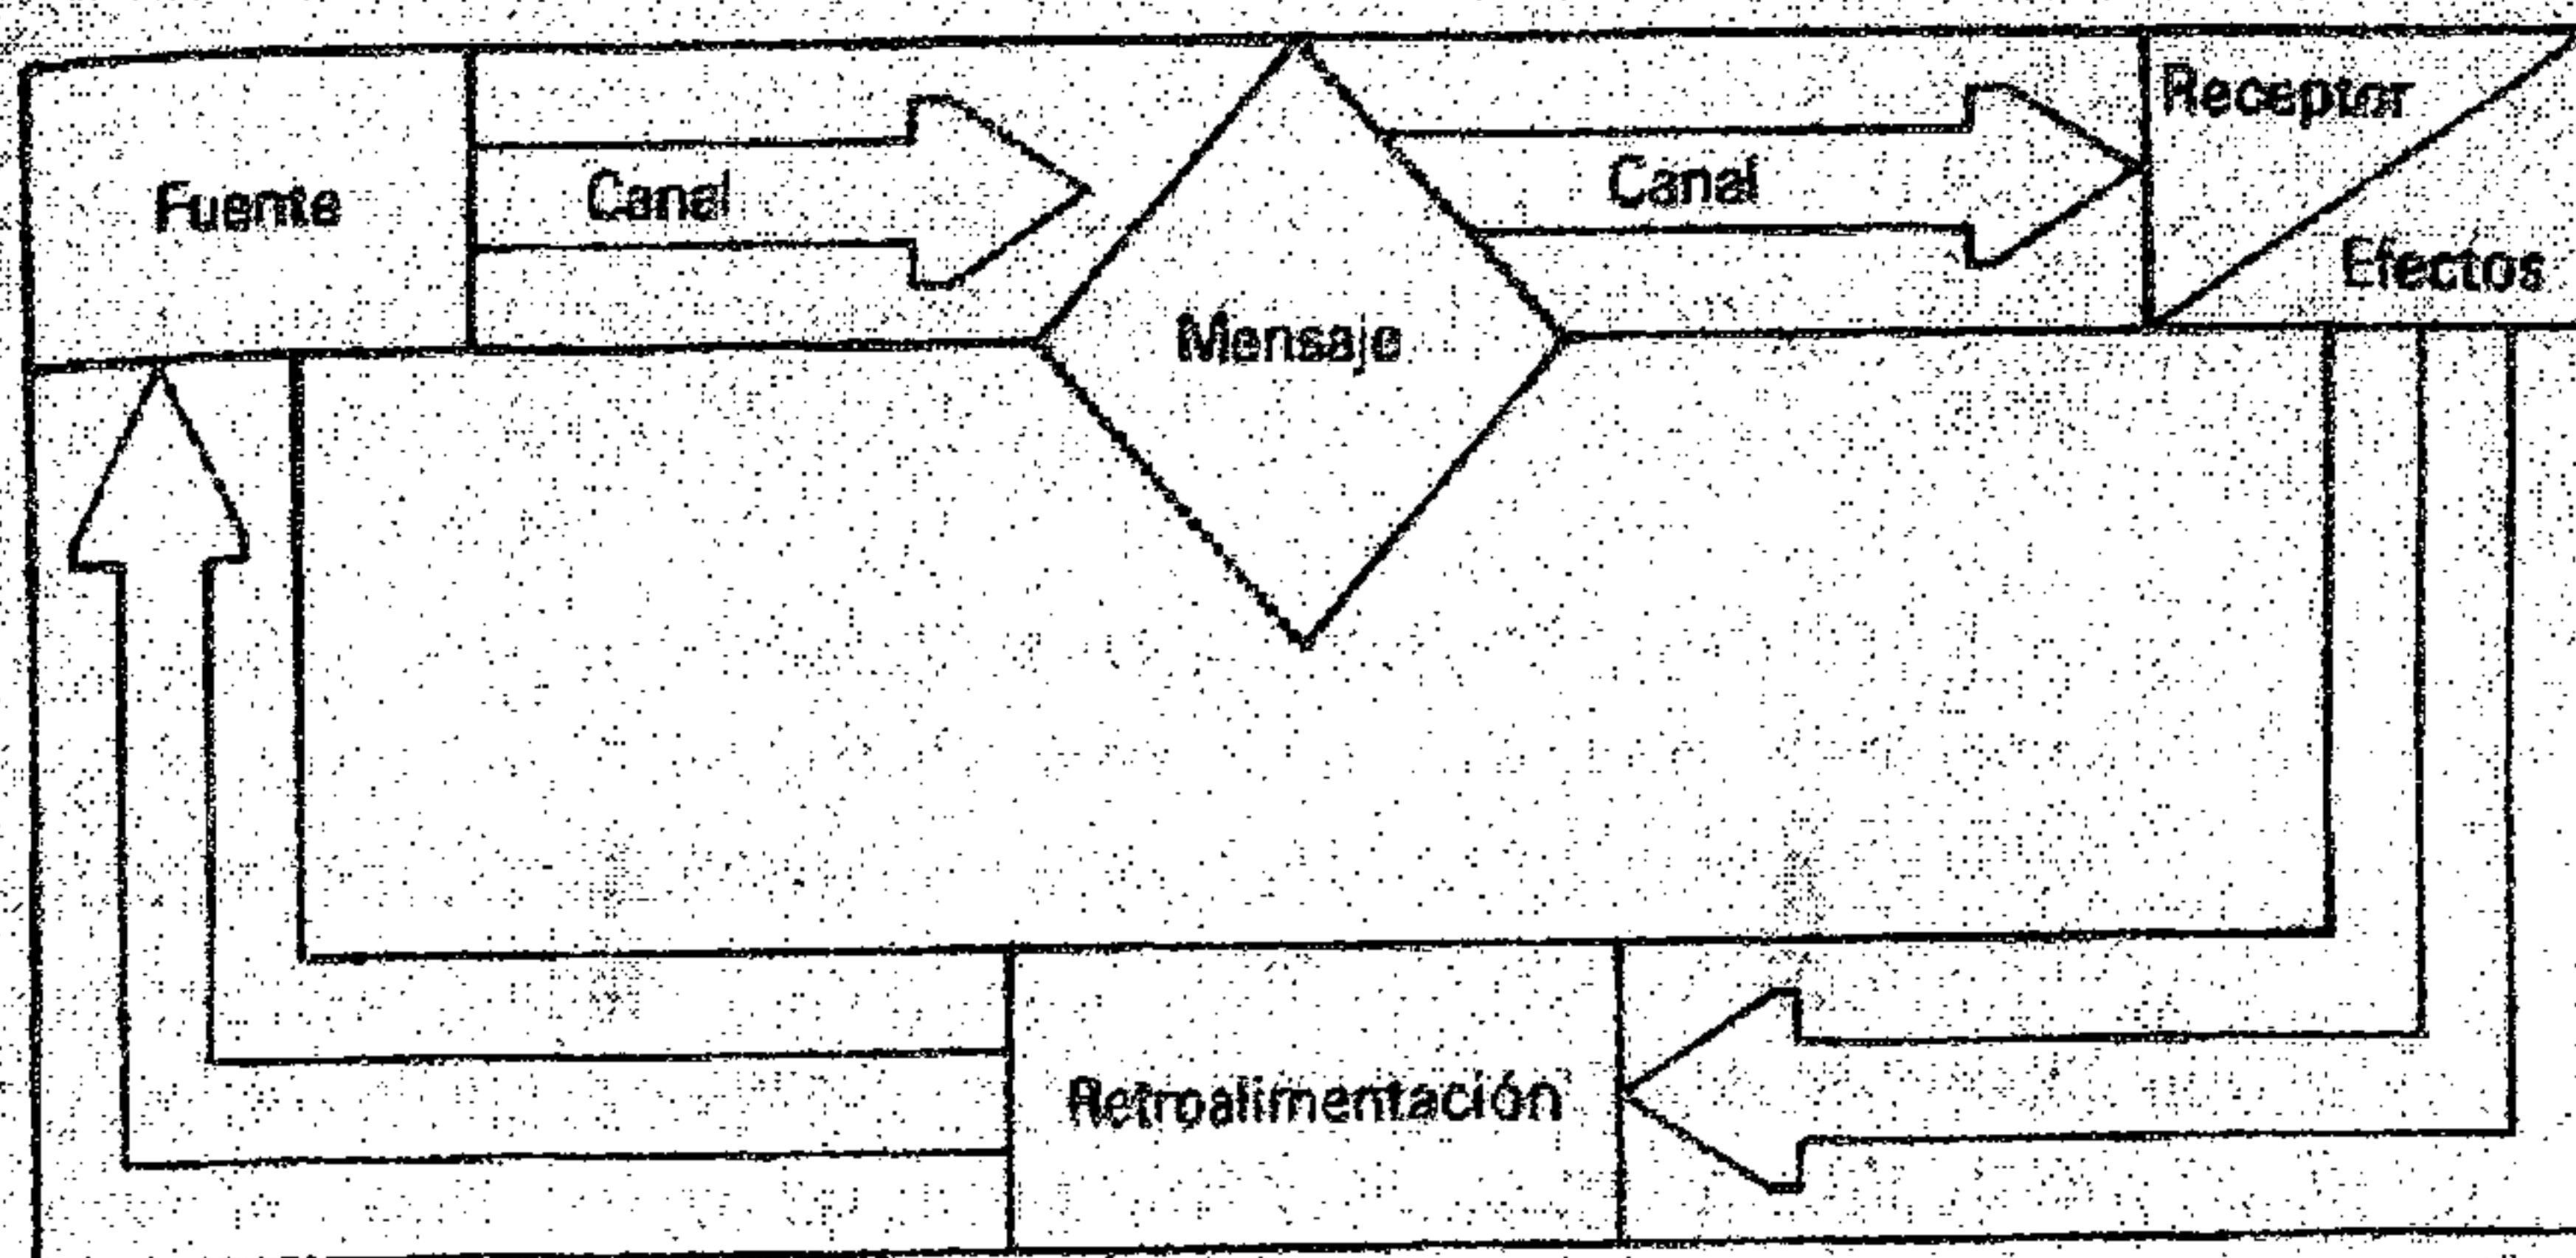 Fuente
Canal
Mensaje
Canal
Receptor
Efectos
Retroalimentación